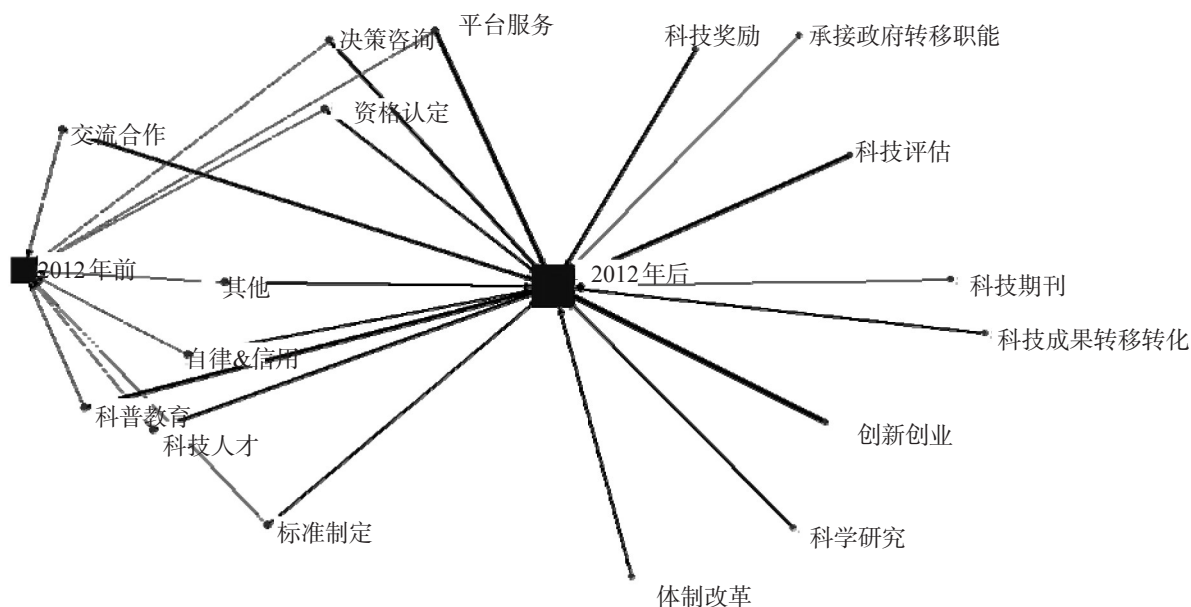 平台服务
决策咨询
科技奖励
承接政府转移职能
资格认定
交流合作
科技评估
2012年前
2012年后
其他
科技期刊
科技成果转移转化
自律&信用
科普教育
科技人才
创新创业
标准制定
科学研究
体制改革